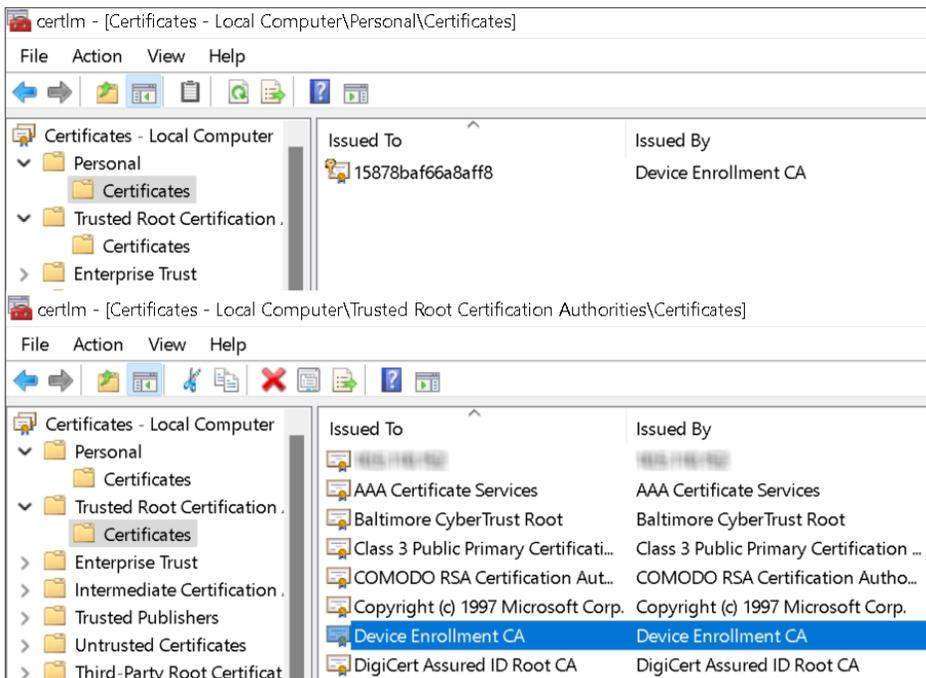 certlm - [Certificates - Local Computer\Personal\Certificates]
File Action View Help
Certificates - Local Computer
Personal
Certificates
Trusted Root Certification
Certificates
Enterprise Trust
Issued To Issued By
15878baf66a8aff8 Device Enrollment CA
certlm - [Certificates - Local Computer\Trusted Root Certification Authorities\Certificates]
File Action View Help
Certificates - Local Computer
Personal
Certificates
Trusted Root Certification
Certificates
Enterprise Trust
Intermediate Certification
Trusted Publishers
Untrusted Certificates
Third-Party Root Certificat
Issued To Issued By
AAA Certificate Services AAA Certificate Services
Baltimore CyberTrust Root Baltimore CyberTrust Root
Class 3 Public Primary Certificati... Class 3 Public Primary Certification ...
COMODO RSA Certification Aut... COMODO RSA Certification Autho...
Copyright (c) 1997 Microsoft Corp. Copyright (c) 1997 Microsoft Corp.
Device Enrollment CA Device Enrollment CA
DigiCert Assured ID Root CA DigiCert Assured ID Root CA